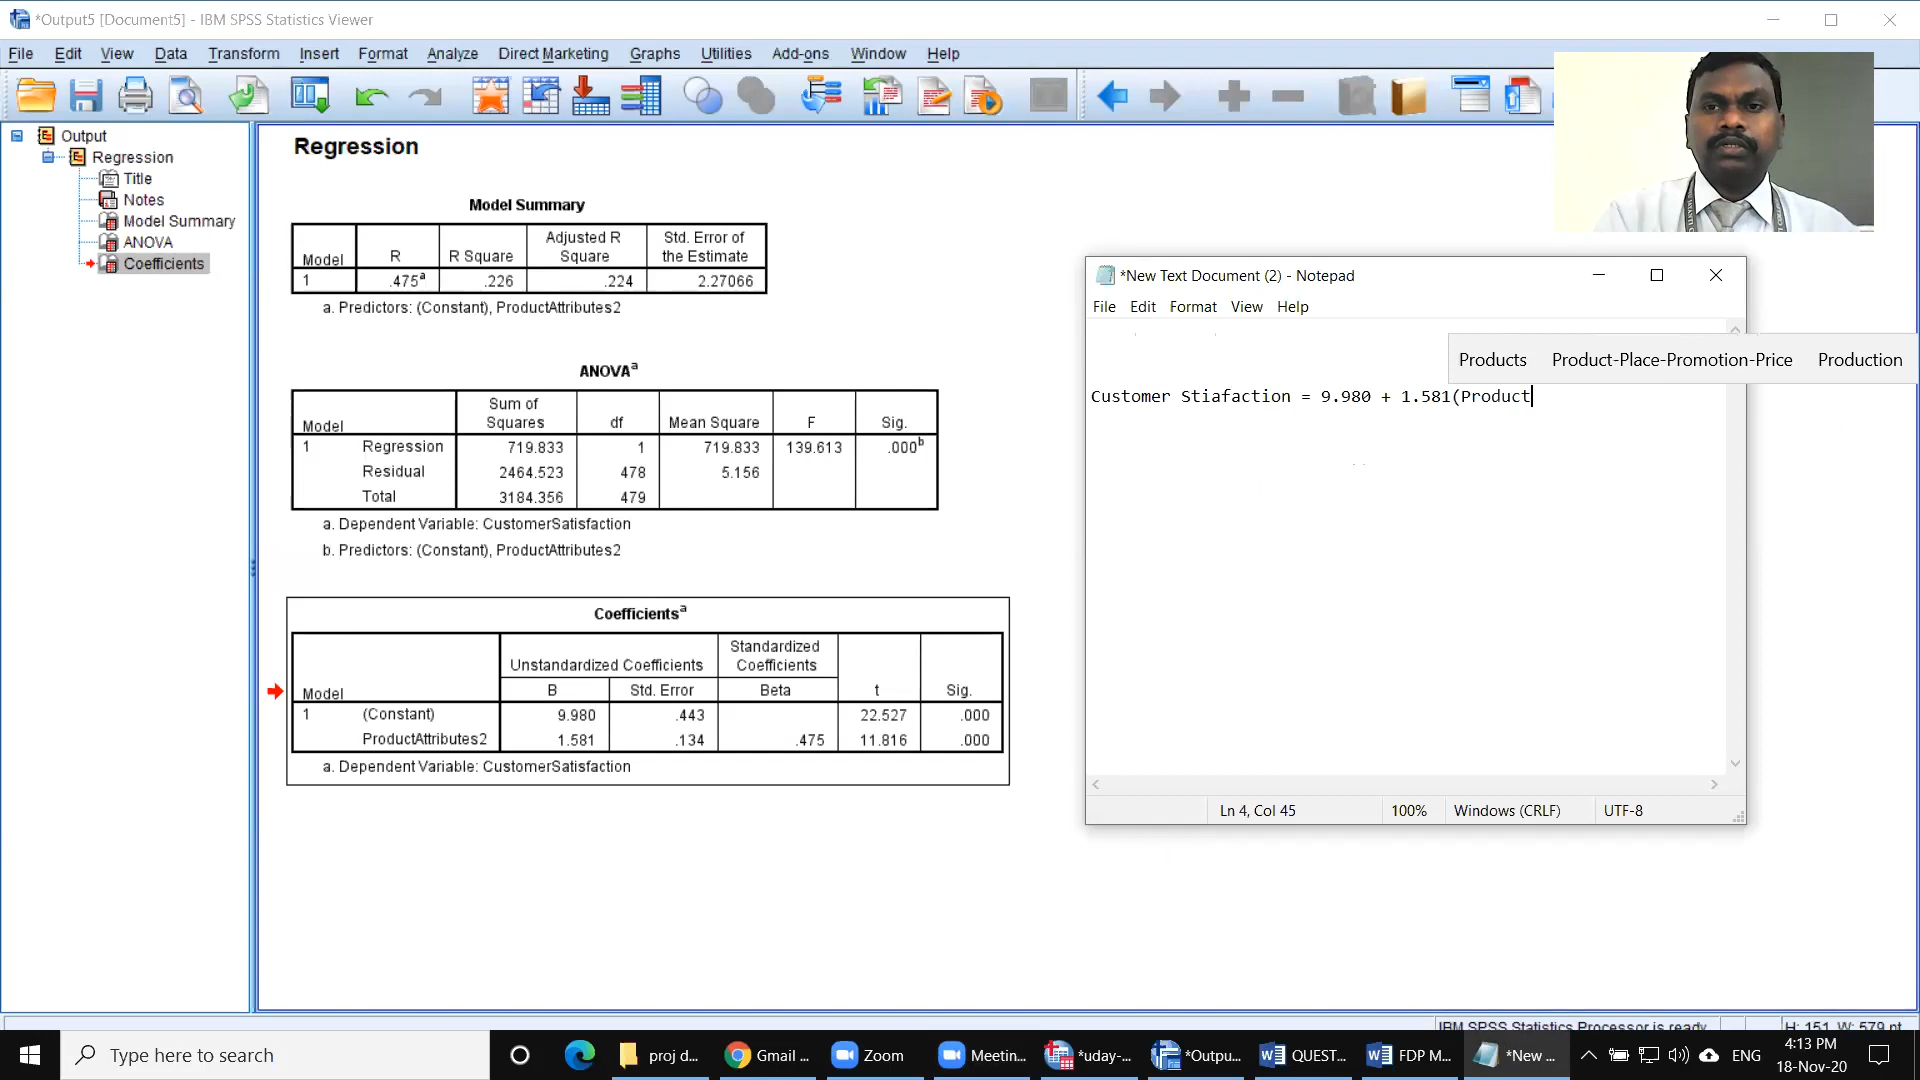 *Output5 [Document5] - IBM SPSS Statistics Viewer
File Edit View Data Transform Insert Format Analyze Direct Marketing Graphs Utilities Add-ons Window Help
Output
Regression
Title
Notes
Model Summary
ANOVA
Coefficients
Regression
Model Summary
Model R R Square Adjusted R Square Std. Error of the Estimate
1 .475a .226 .224 2.27066
a. Predictors: (Constant), ProductAttributes2
ANOVAa
Model Sum of Squares df Mean Square F Sig.
1 Regression 719.833 1 719.833 139.613 .000b
Residual 2464.523 478 5.156
Total 3184.356 479
a. Dependent Variable: CustomerSatisfaction
b. Predictors: (Constant), ProductAttributes2
Coefficientsa
Model Unstandardized Coefficients Standardized Coefficients t Sig.
B Std. Error Beta
1 (Constant) 9.980 .443 22.527 .000
ProductAttributes2 1.581 .134 .475 11.816 .000
a. Dependent Variable: CustomerSatisfaction
*New Text Document (2) - Notepad
File Edit Format View Help
Products Product-Place-Promotion-Price Production
Customer Stiafaction = 9.980 + 1.581(Product
Ln 4, Col 45 100% Windows (CRLF) UTF-8
IBM SPSS Statistics Processor is ready H: 151, W: 579 pt
Type here to search
proj d... Gmail ... Zoom Meetin... *uday-... *Outpu... QUEST... FDP M... *New ...
ENG
4:13 PM
18-Nov-20